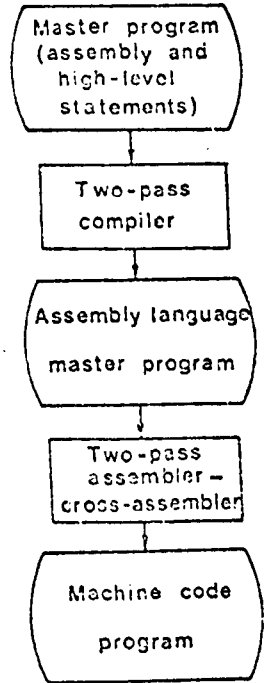 Master program
(assembly and
high-level
statements)
Two-pass
compiler
Assembly language
master program
Two-pass
assembler-
cross-assembler
Machine code
program